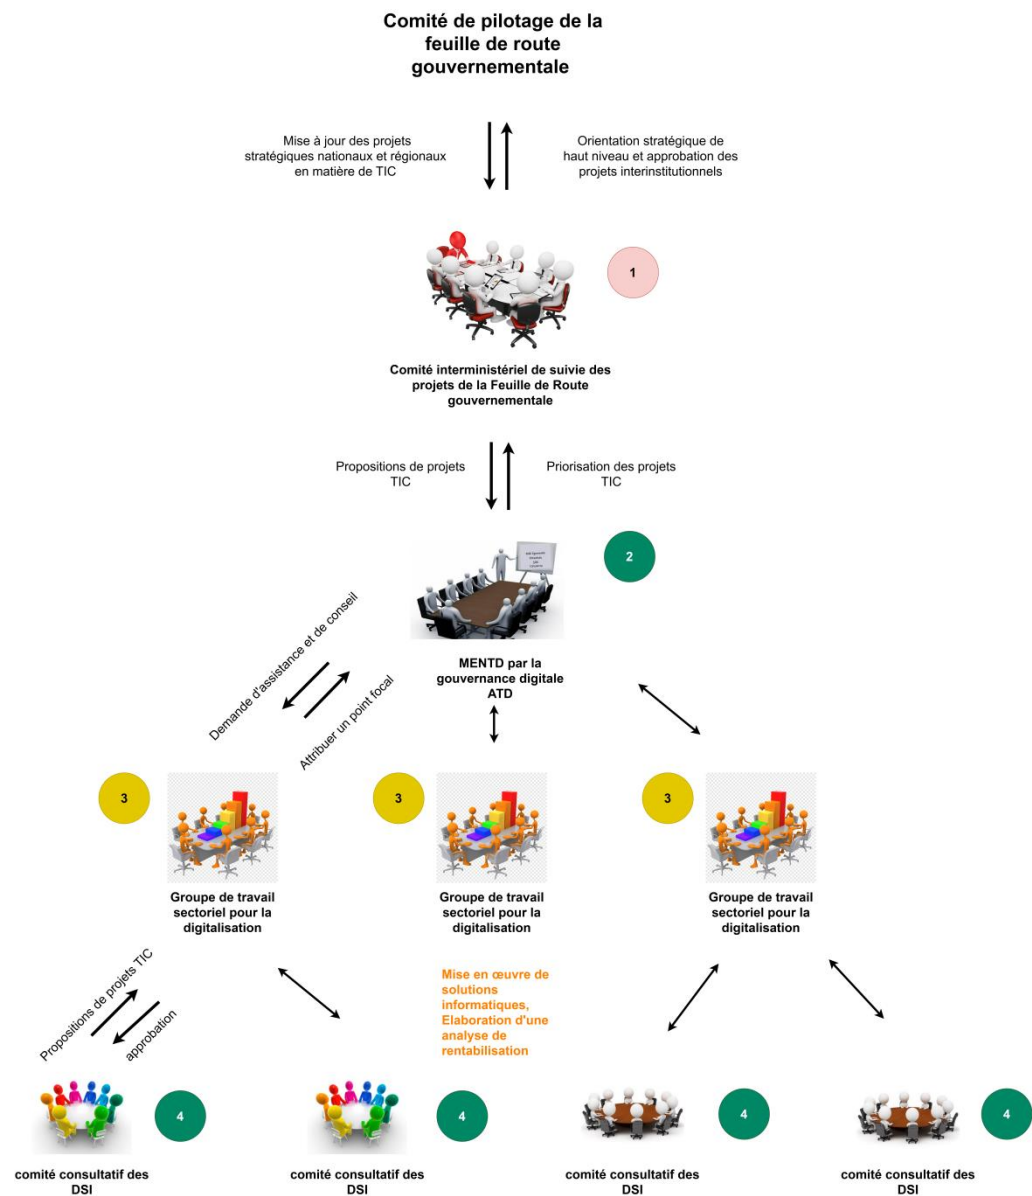 Comité de pilotage de la
feuille de route
gouvernementale
Mise à jour des projets
stratégiques nationaux et régionaux
en matière de TIC
Orientation stratégique de
haut niveau et approbation des
projets interinstitutionnels
1
Comité interministériel de suivie des
projets de la Feuille de Route
gouvernementale
Propositions de projets
TIC
Priorisation des projets
TIC
2
MENTD par la
gouvernance digitale
ATD
Demande d'assistance et de conseil
Attribuer un point focal
3
3
3
Groupe de travail
sectoriel pour la
digitalisation
Groupe de travail
sectoriel pour la
digitalisation
Groupe de travail
sectoriel pour la
digitalisation
Propositions de projets TIC
approbation
Mise en œuvre de
solutions
informatiques,
Elaboration d'une
analyse de
rentabilisation
4
4
4
4
comité consultatif des
DSI
comité consultatif des
DSI
comité consultatif des
DSI
comité consultatif des
DSI